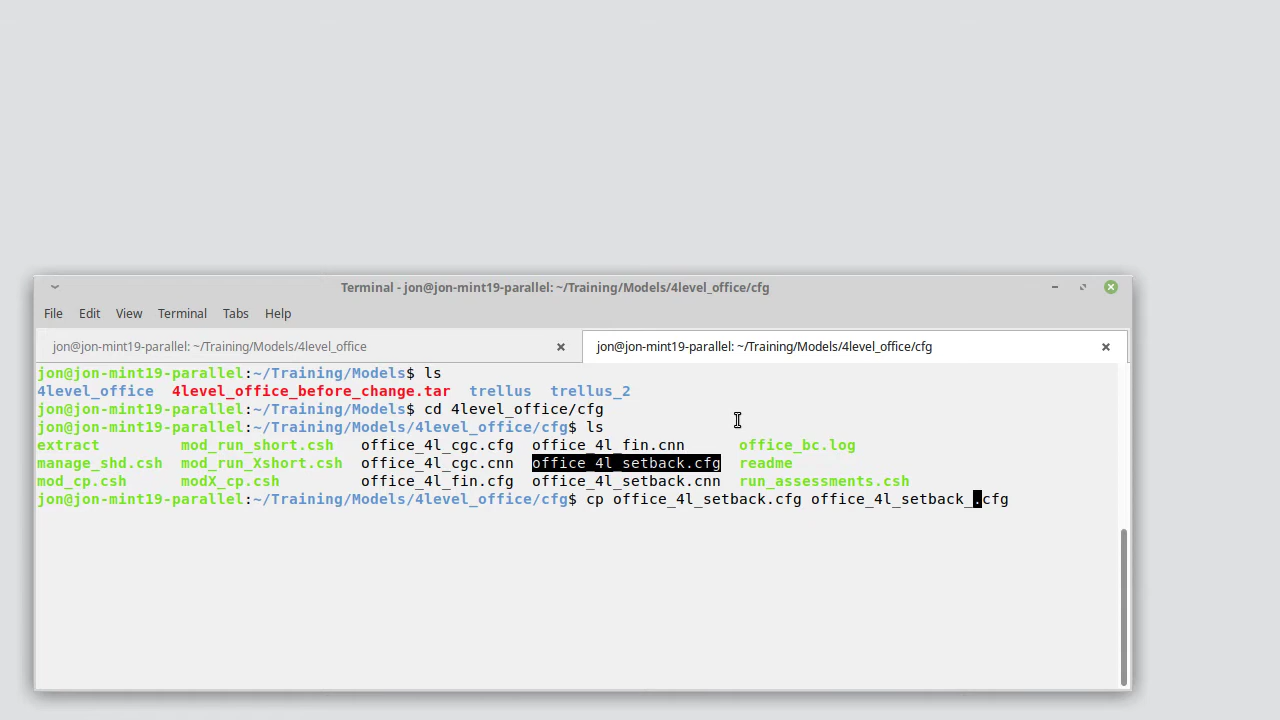 Terminal - jon@jon-mint19-parallel: ~/Training/Models/4level_office/cfg
File Edit View Terminal Tabs Help
jon@jon-mint19-parallel: ~/Training/Models/4level_office × jon@jon-mint19-parallel: ~/Training/Models/4level_office/cfg ×
jon@jon-mint19-parallel:~/Training/Models$ ls
4level_office 4level_office_before_change.tar trellus trellus_2
jon@jon-mint19-parallel:~/Training/Models$ cd 4level_office/cfg
jon@jon-mint19-parallel:~/Training/Models/4level_office/cfg$ ls
extract mod_run_short.csh office_4l_cgc.cfg office_4l_fin.cnn office_bc.log
manage_shd.csh mod_run_Xshort.csh office_4l_cgc.cnn office_4l_setback.cfg readme
mod_cp.csh modX_cp.csh office_4l_fin.cfg office_4l_setback.cnn run_assessments.csh
jon@jon-mint19-parallel:~/Training/Models/4level_office/cfg$ cp office_4l_setback.cfg office_4l_setback_.cfg